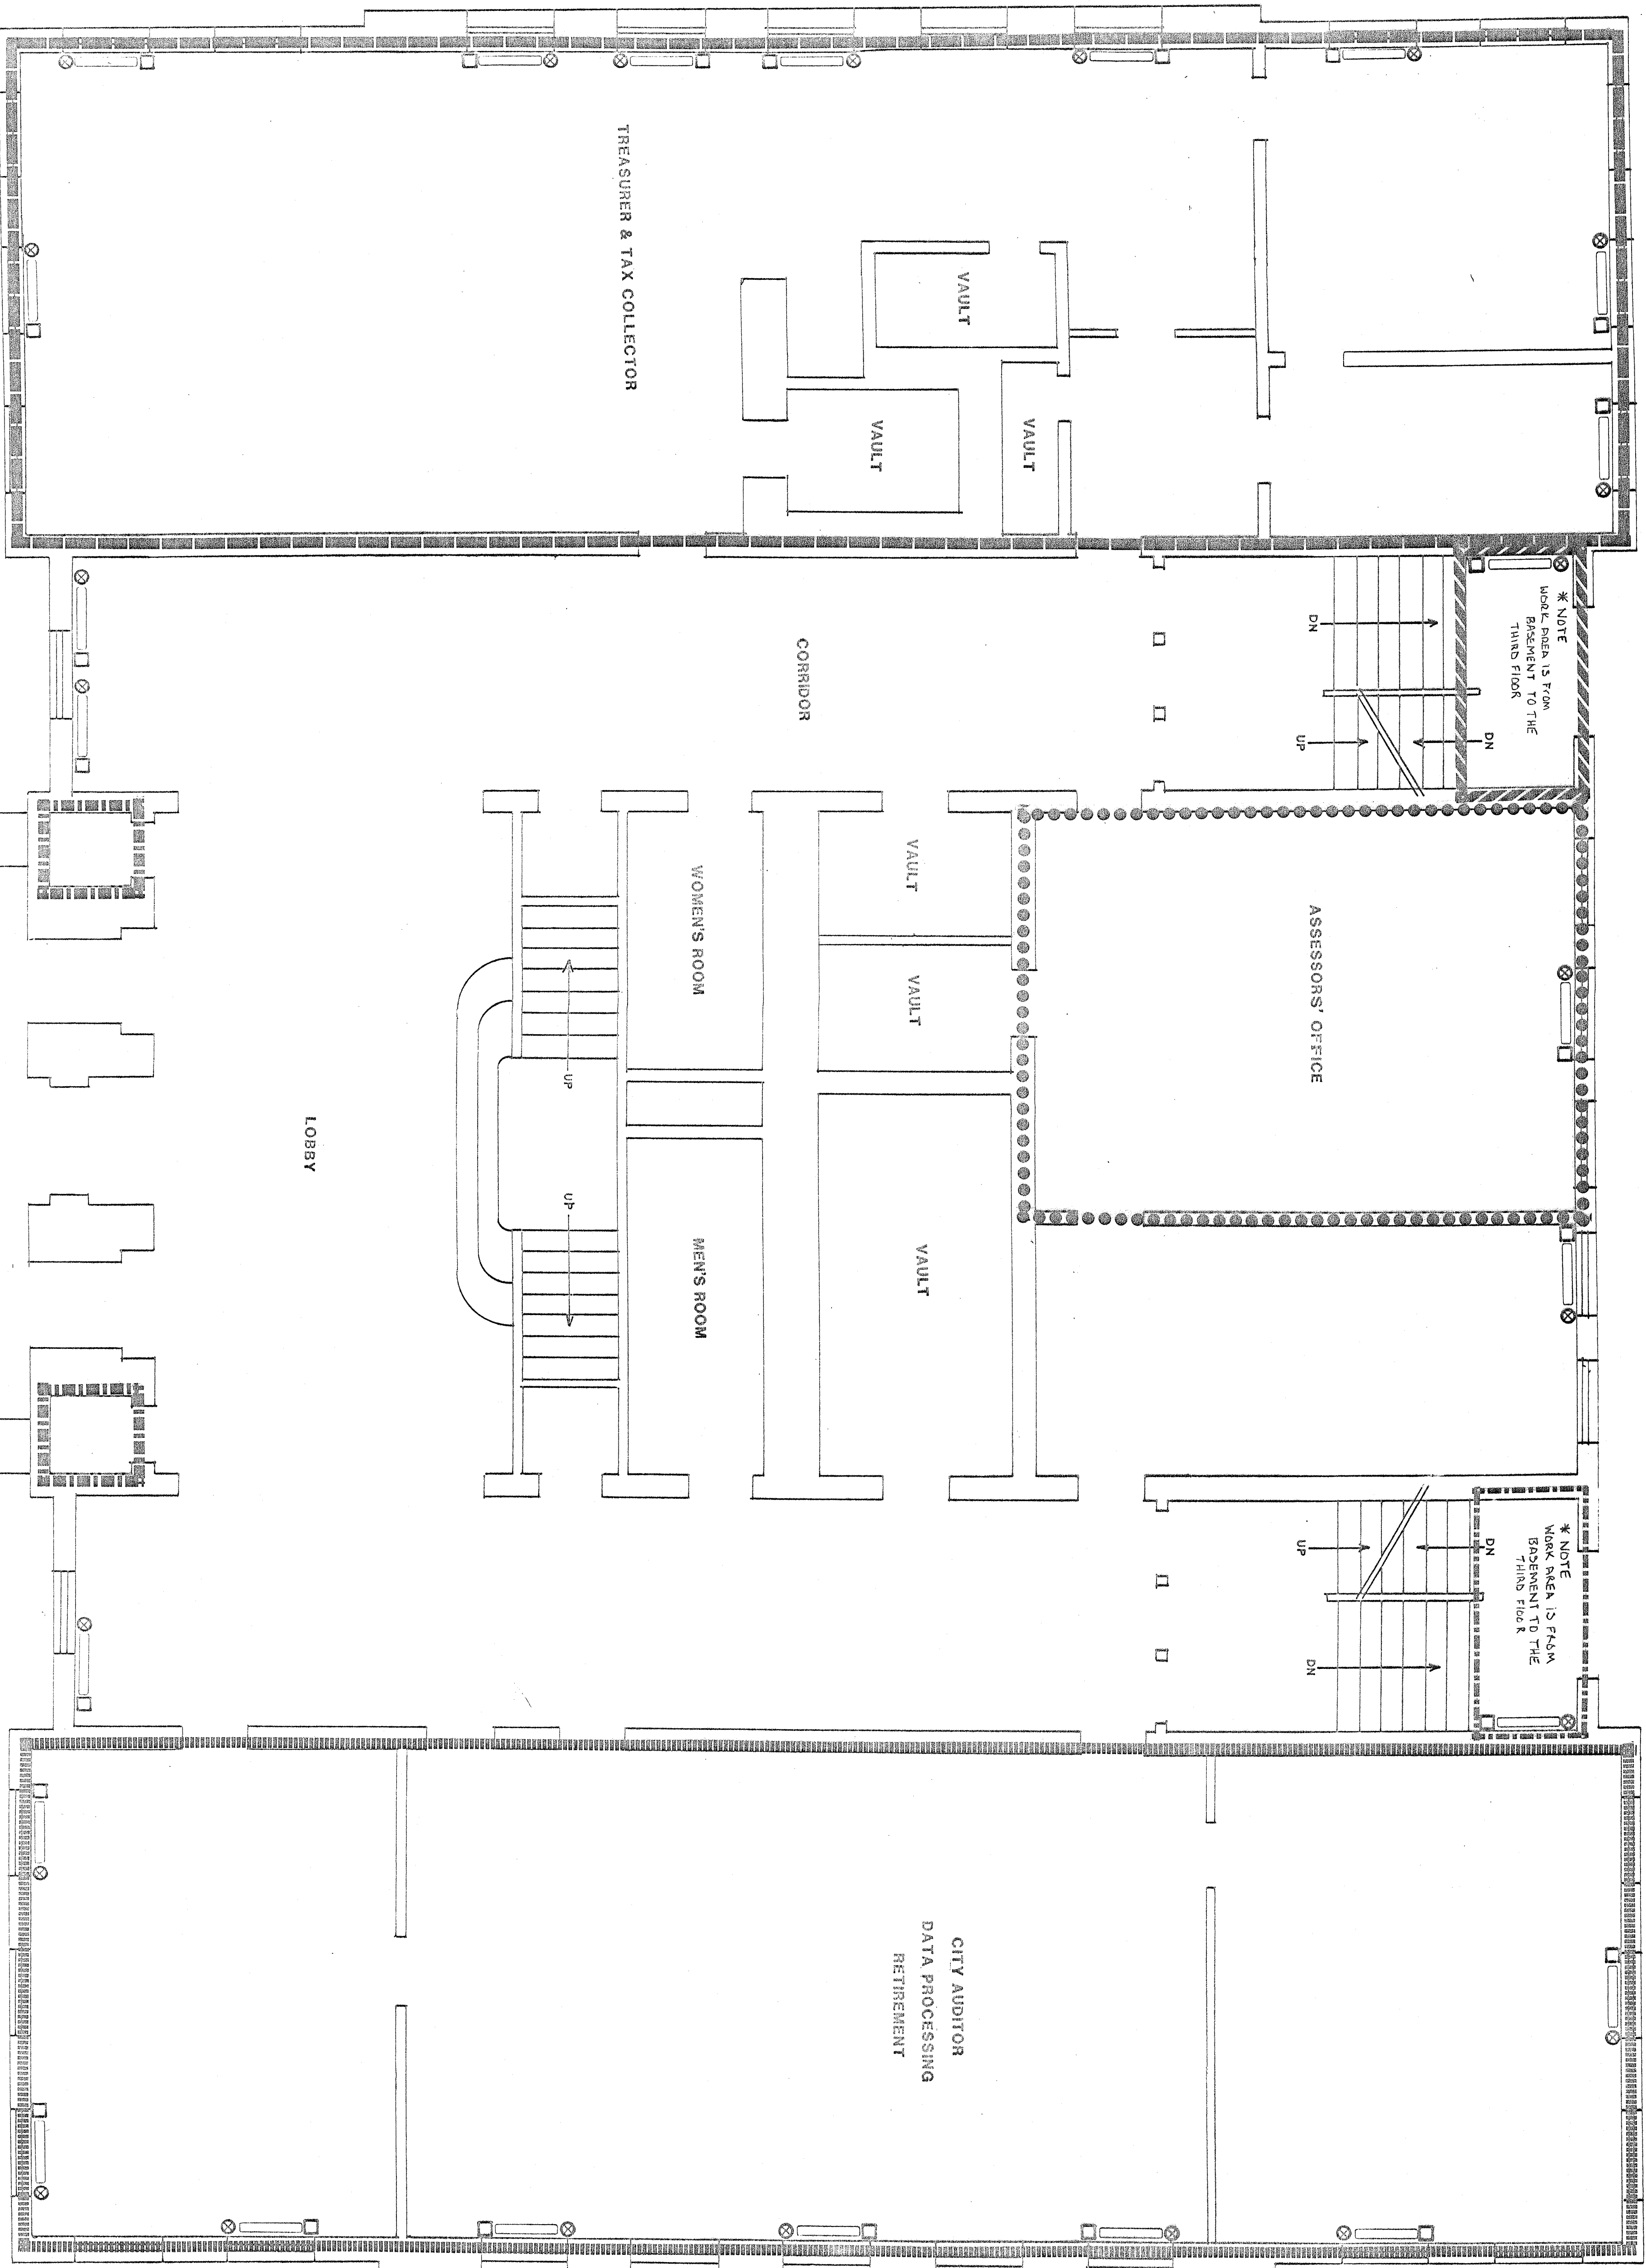 TREASURER & TAX COLLECTOR
VAULT
VAULT
VAULT
DN
UP
DN
* NOTE
WORK AREA IS FROM
BASEMENT TO THE
THIRD FLOOR
CORRIDOR
WOMEN'S ROOM
VAULT
VAULT
ASSESSORS' OFFICE
UP
LOBBY
UP
MEN'S ROOM
VAULT
UP
DN
DN
* NOTE
WORK AREA IS FROM
BASEMENT TO THE
THIRD FLOOR
CITY AUDITOR
DATA PROCESSING
RETIREMENT